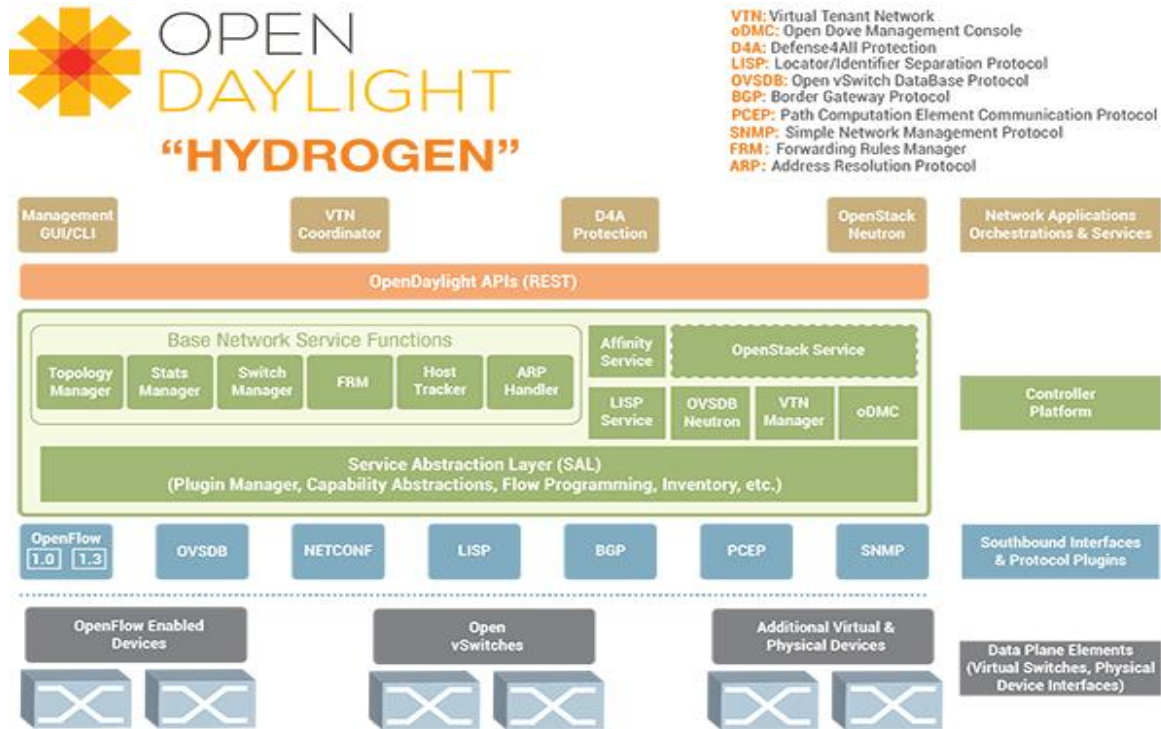 OPEN
DAYLIGHT
“HYDROGEN”
VTN: Virtual Tenant Network
oDMC: Open Dove Management Console
D4A: Defense4All Protection
LISP: Locator/Identifier Separation Protocol
OVSDB: Open vSwitch DataBase Protocol
BGP: Border Gateway Protocol
PCEP: Path Computation Element Communication Protocol
SNMP: Simple Network Management Protocol
FRM: Forwarding Rules Manager
ARP: Address Resolution Protocol
Management
GUI/CLI
VTN
Coordinator
D4A
Protection
OpenStack
Neutron
Network Applications
Orchestrations & Services
OpenDaylight APIs (REST)
Base Network Service Functions
Topology
Manager
Stats
Manager
Switch
Manager
FRM
Host
Tracker
ARP
Handler
Affinity
Service
OpenStack Service
LISP
Service
OVSDB
Neutron
VTN
Manager
oDMC
Controller
Platform
Service Abstraction Layer (SAL)
(Plugin Manager, Capability Abstractions, Flow Programming, Inventory, etc.)
OpenFlow
1.0 1.3
OVSDB
NETCONF
LISP
BGP
PCEP
SNMP
Southbound Interfaces
& Protocol Plugins
OpenFlow Enabled
Devices
Open
vSwitches
Additional Virtual &
Physical Devices
Data Plane Elements
(Virtual Switches, Physical
Device Interfaces)